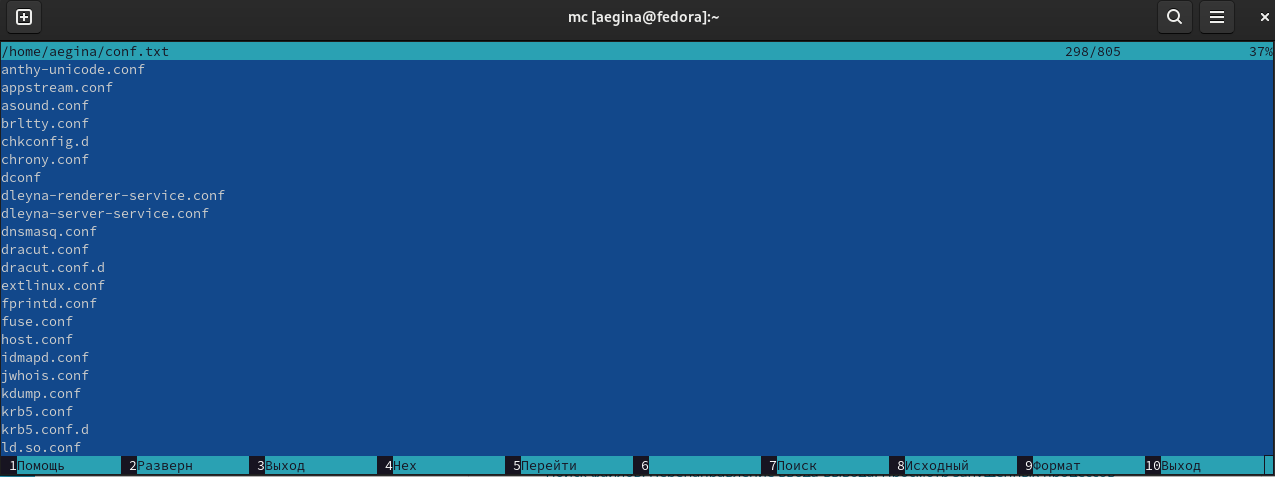 mc [aegina@fedora]:~
/home/aegina/conf.txt 298/805 37%
anthy-unicode.conf
appstream.conf
asound.conf
brltty.conf
chkconfig.d
chrony.conf
dconf
dleyna-renderer-service.conf
dleyna-server-service.conf
dnsmasq.conf
dracut.conf
dracut.conf.d
extlinux.conf
fprintd.conf
fuse.conf
host.conf
idmapd.conf
jwhois.conf
kdump.conf
krb5.conf
krb5.conf.d
ld.so.conf
1Помощь 2Разверн 3Выход 4Hex 5Перейти 6 7Поиск 8Исходный 9Формат 10Выход